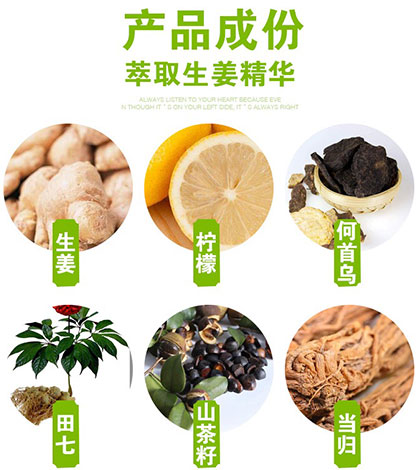 产品成份
萃取生姜精华
ALWAYS LISTEN TO YOUR HEART BECAUSE EVE
N THOUGH IT˝S ON YOUR LEFT SIDE, IT˝S ALWAYS RIGHT
生姜
柠檬
何首乌
田七
山茶籽
当归